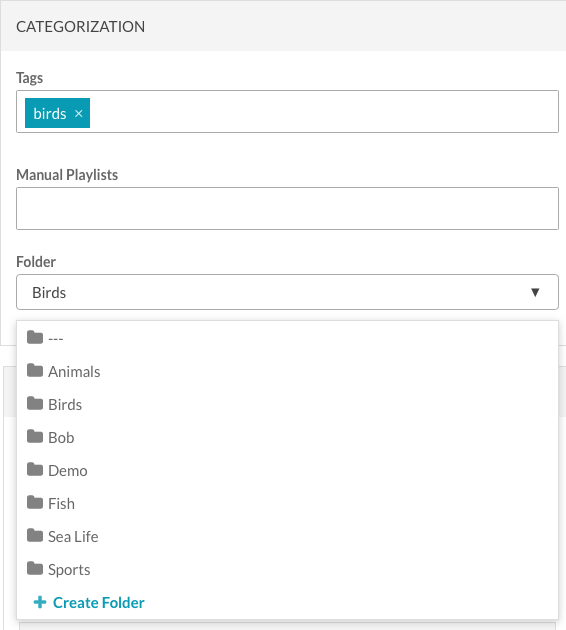 CATEGORIZATION
Tags
birds ×
Manual Playlists
Folder
Birds ▼
---
Animals
Birds
Bob
Demo
Fish
Sea Life
Sports
+ Create Folder